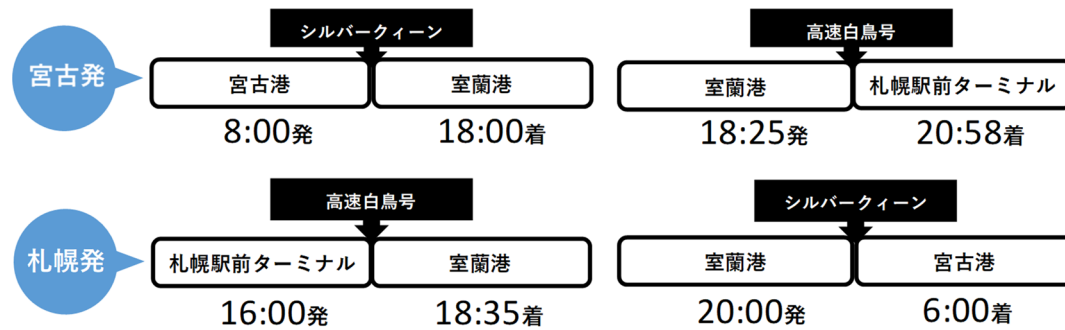 シルバークィーン
高速白鳥号
宮古発
宮古港
室蘭港
室蘭港
札幌駅前ターミナル
8:00発
18:00着
18:25発
20:58着
高速白鳥号
シルバークィーン
札幌発
札幌駅前ターミナル
室蘭港
室蘭港
宮古港
16:00発
18:35着
20:00発
6:00着